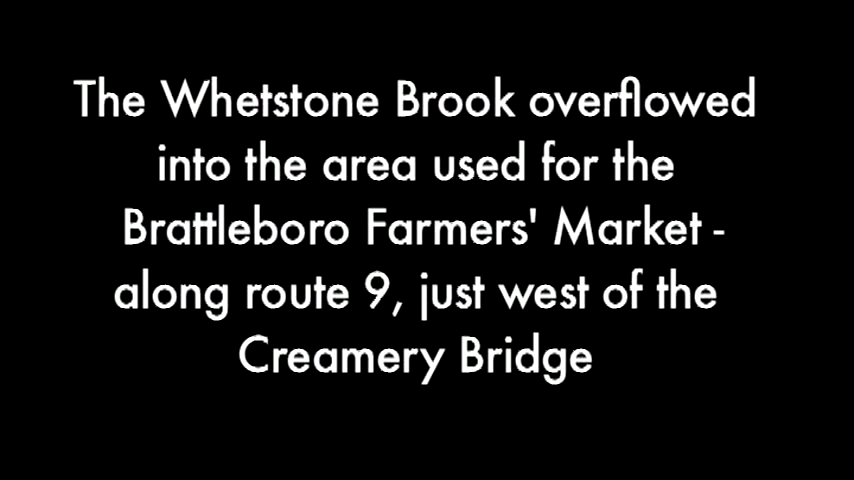 The Whetstone Brook overflowed
into the area used for the
Brattleboro Farmers' Market -
along route 9, just west of the
Creamery Bridge